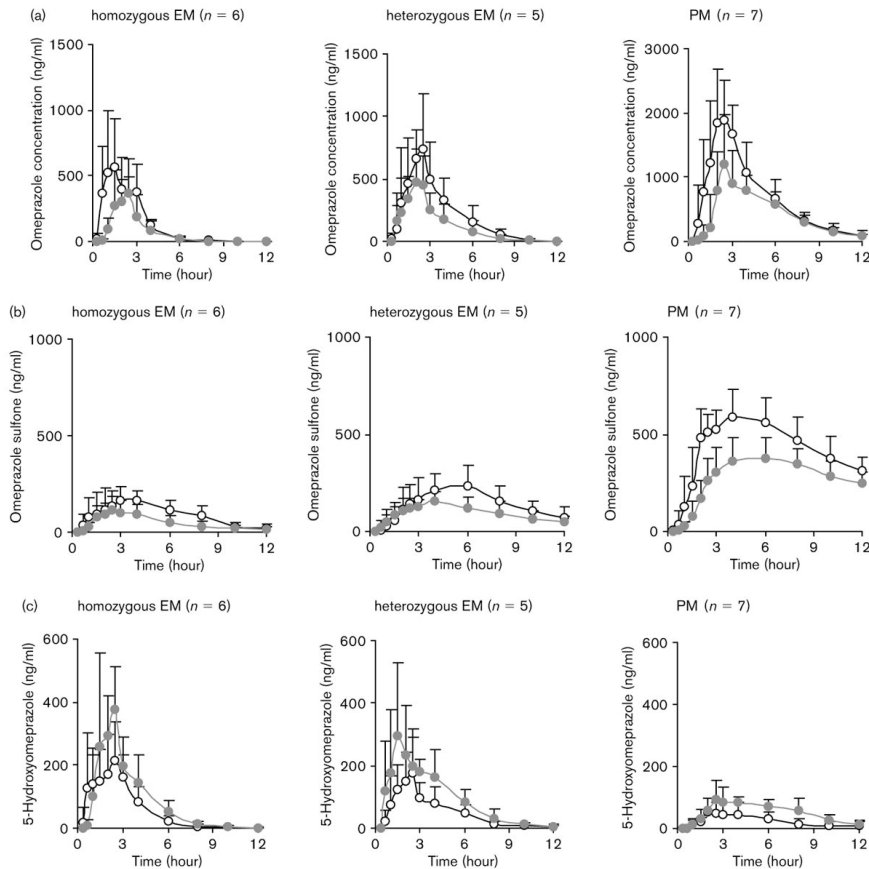 (a)
homozygous EM (n = 6)
heterozygous EM (n = 5)
PM (n = 7)
Omeprazole concentration (ng/ml)
1500
1000
500
0
0 3 6 9 12
Time (hour)
Omeprazole concentration (ng/ml)
1500
1000
500
0
0 3 6 9 12
Time (hour)
Omeprazole concentration (ng/ml)
3000
2000
1000
0
0 3 6 9 12
Time (hour)
(b)
homozygous EM (n = 6)
heterozygous EM (n = 5)
PM (n = 7)
Omeprazole sulfone (ng/ml)
1000
500
0
0 3 6 9 12
Time (hour)
Omeprazole sulfone (ng/ml)
1000
500
0
0 3 6 9 12
Time (hour)
Omeprazole sulfone (ng/ml)
1000
500
0
0 3 6 9 12
Time (hour)
(c)
homozygous EM (n = 6)
heterozygous EM (n = 5)
PM (n = 7)
5-Hydroxyomeprazole (ng/ml)
600
400
200
0
0 3 6 9 12
Time (hour)
5-Hydroxyomeprazole (ng/ml)
600
400
200
0
0 3 6 9 12
Time (hour)
5-Hydroxyomeprazole (ng/ml)
600
400
200
0
0 3 6 9 12
Time (hour)